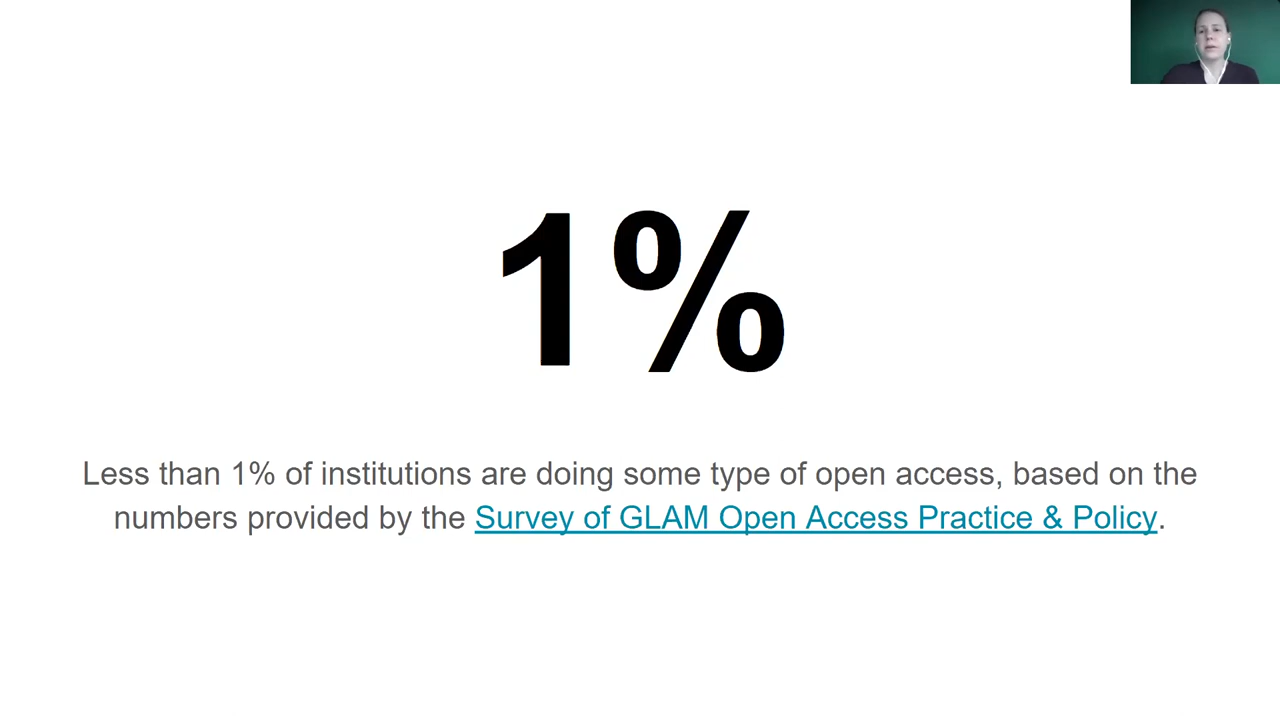 1%
Less than 1% of institutions are doing some type of open access, based on the
numbers provided by the Survey of GLAM Open Access Practice & Policy.